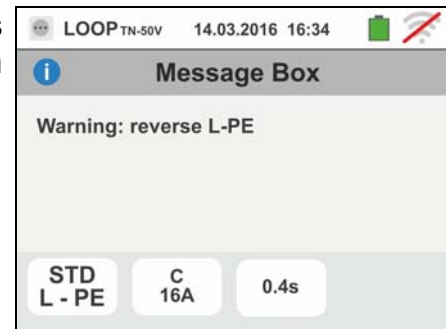 s
n
LOOP TN-50V 14.03.2016 16:34
Message Box
Warning: reverse L-PE
STD
L - PE
C
16A
0.4s